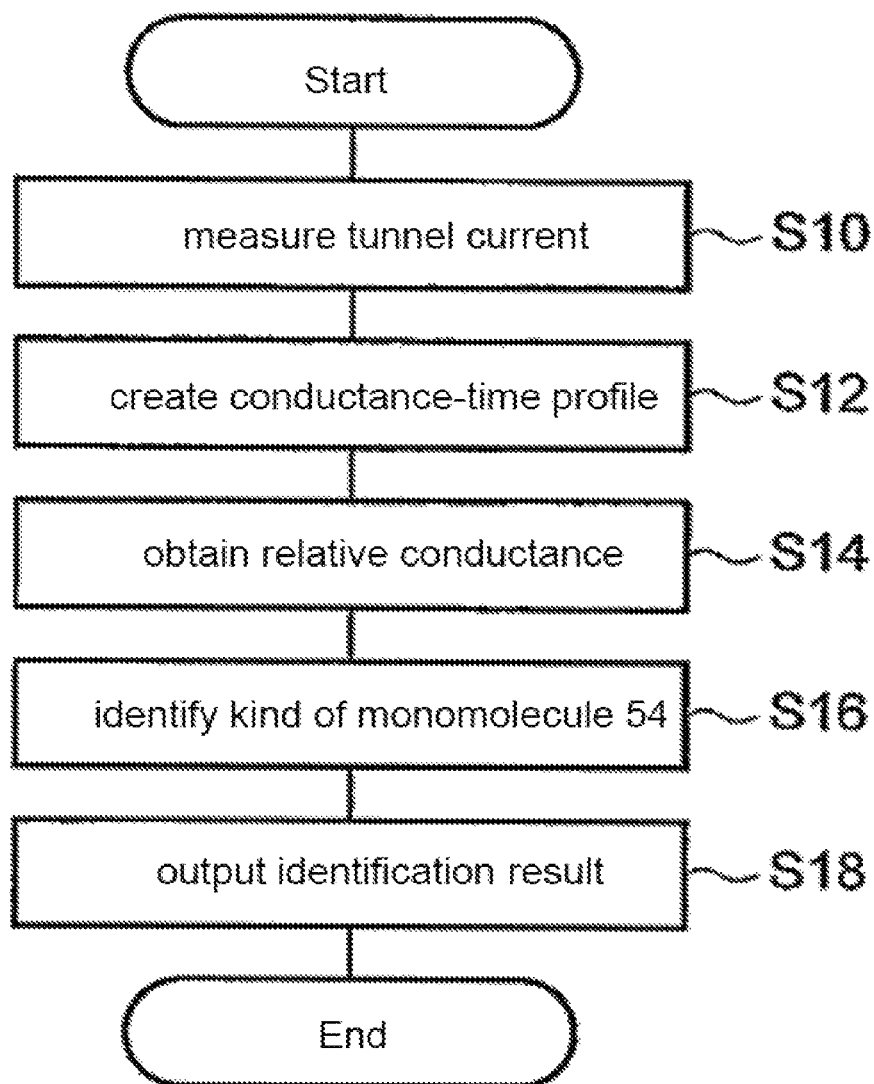 Start
measure tunnel current
S10
create conductance-time profile
S12
obtain relative conductance
S14
identify kind of monomolecule 54
S16
output identification result
S18
End